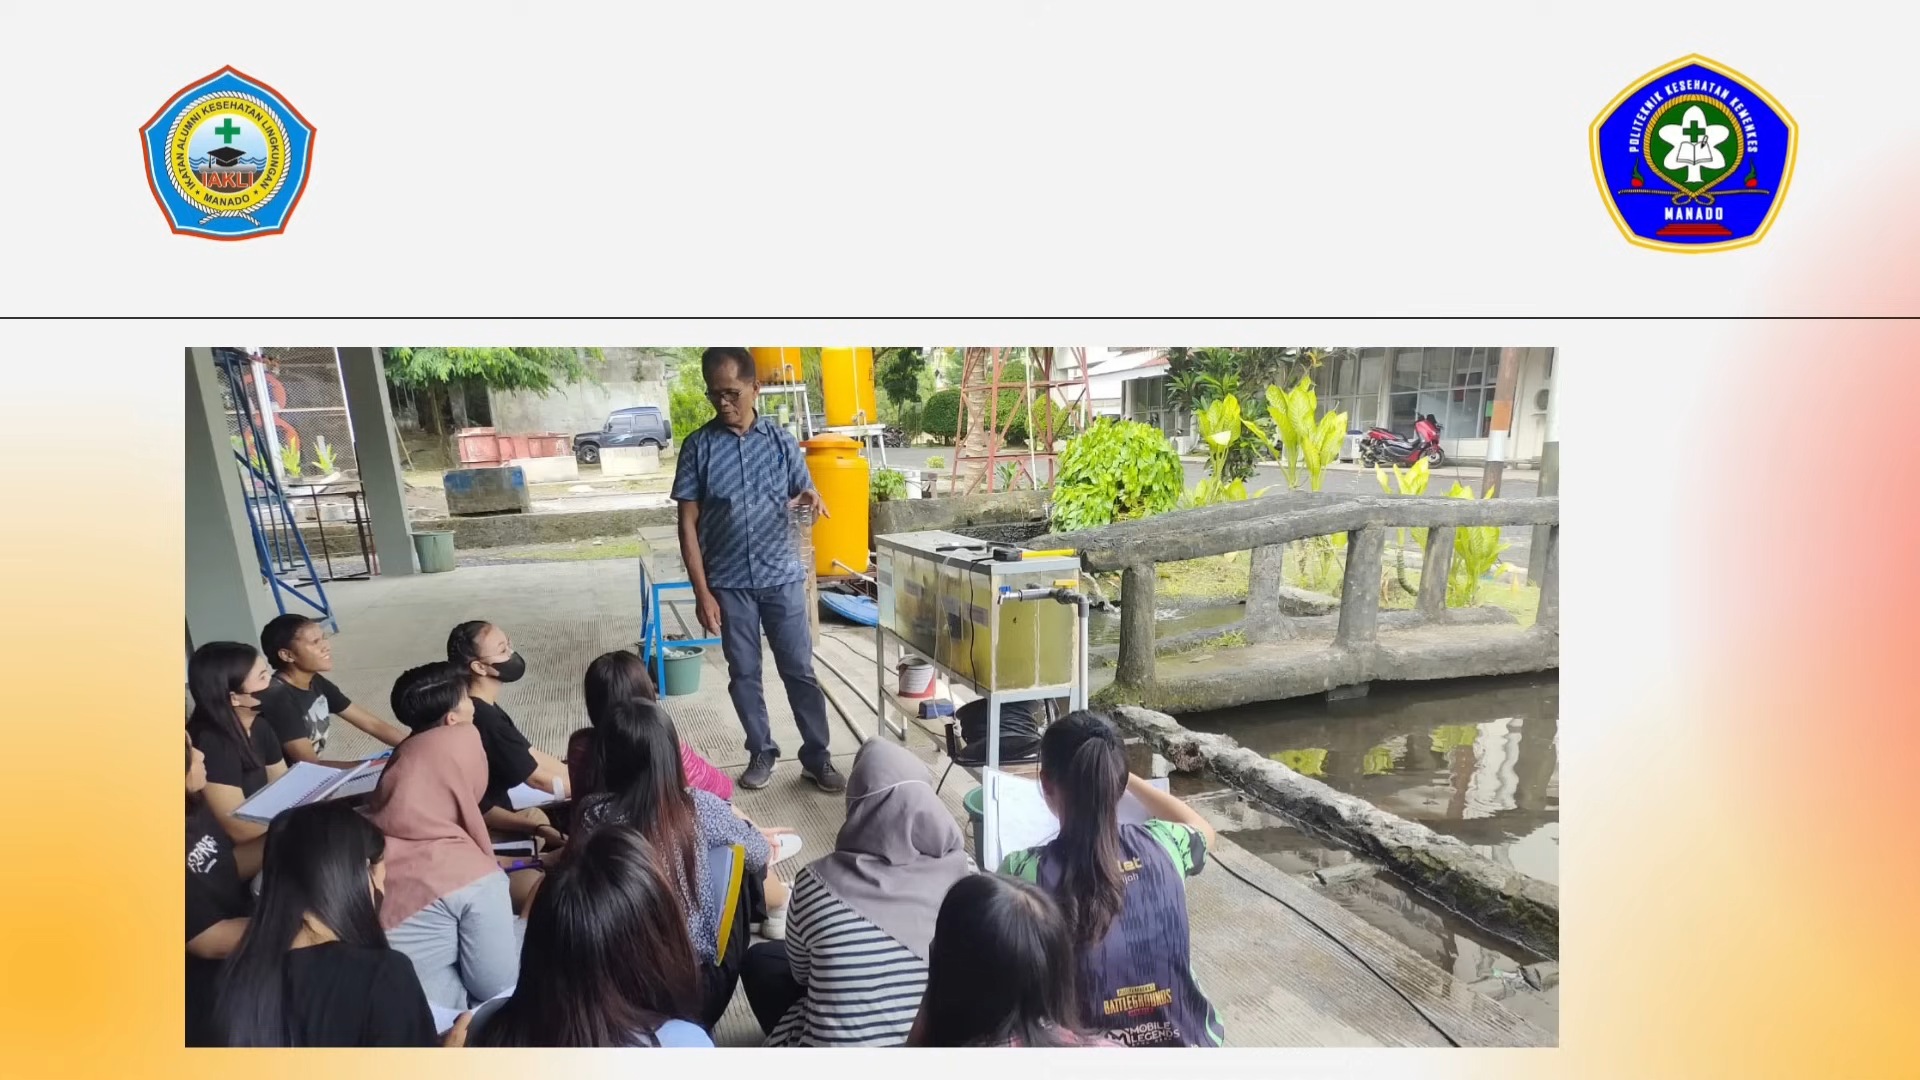 IKATAN ALUMNI KESEHATAN LINGKUNGAN
IAKLI
MANADO
POLITEKNIK KESEHATAN KEMENKES
MANADO
BATTLEGROUNDS
MOBILE
LEGENDS